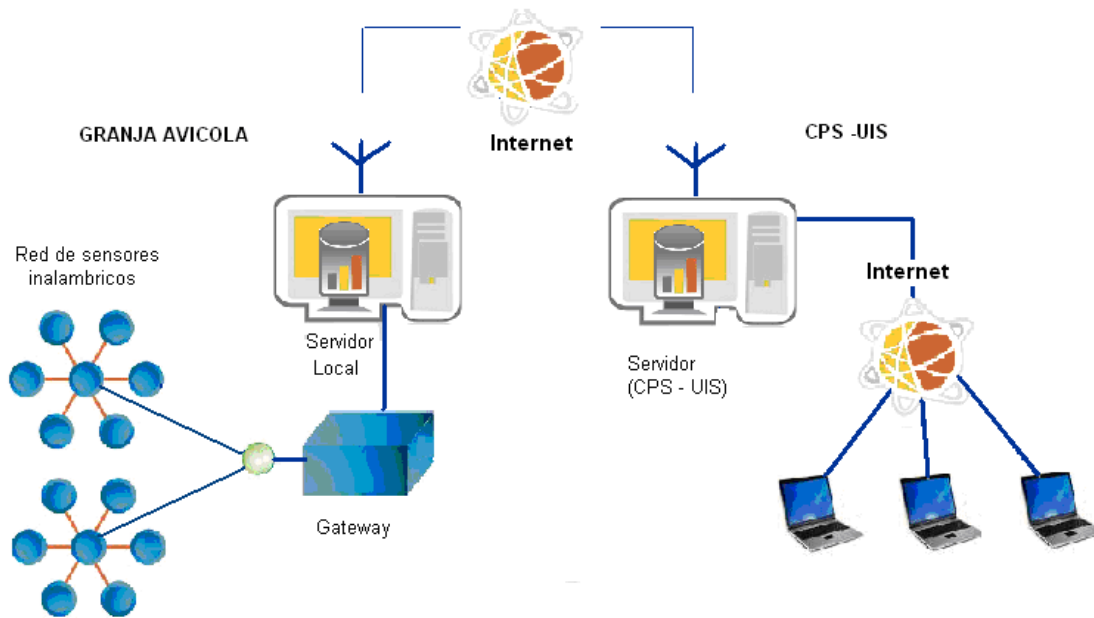 Internet
GRANJA AVICOLA
CPS -UIS
Red de sensores
inalambricos
Internet
Servidor
Local
Servidor
(CPS - UIS)
Gateway